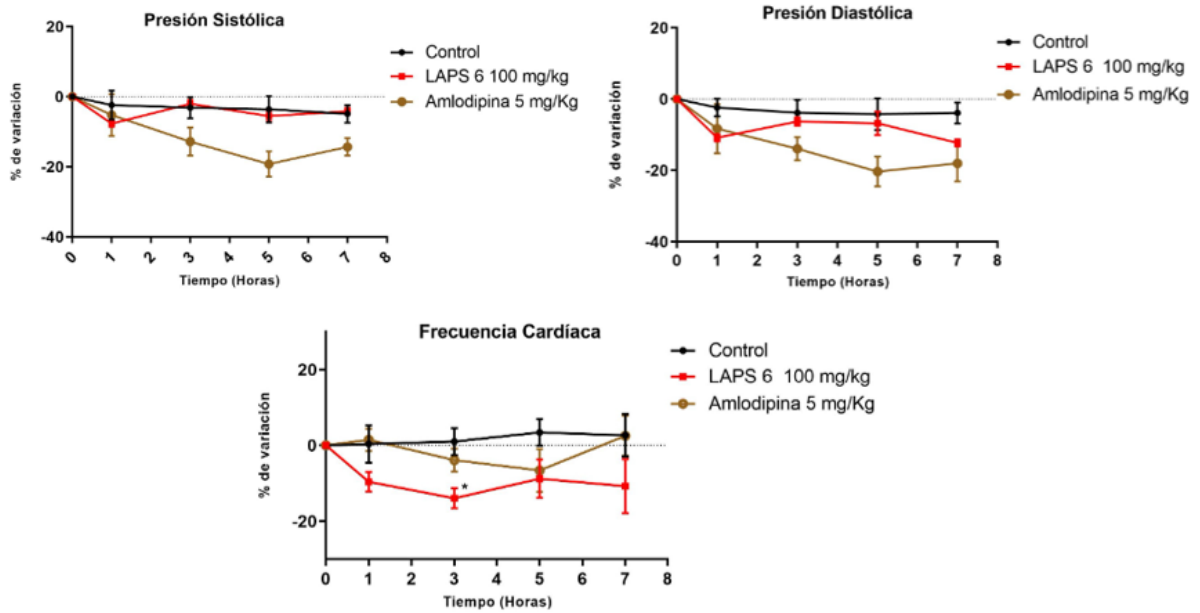 Presión Sistólica
20
0
-20
-40
% de variación
0 1 2 3 4 5 6 7 8
Tiempo (Horas)
Control
LAPS 6 100 mg/kg
Amlodipina 5 mg/Kg
Presión Diastólica
20
0
-20
-40
% de variación
0 1 2 3 4 5 6 7 8
Tiempo (Horas)
Control
LAPS 6 100 mg/kg
Amlodipina 5 mg/Kg
Frecuencia Cardíaca
20
0
-20
% de variación
*
0 1 2 3 4 5 6 7 8
Tiempo (Horas)
Control
LAPS 6 100 mg/kg
Amlodipina 5 mg/Kg